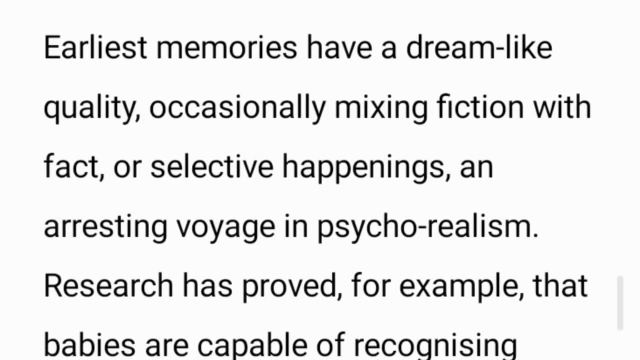 Earliest memories have a dream-like
quality, occasionally mixing fiction with
fact, or selective happenings, an
arresting voyage in psycho-realism.
Research has proved, for example, that
babies are capable of recognising